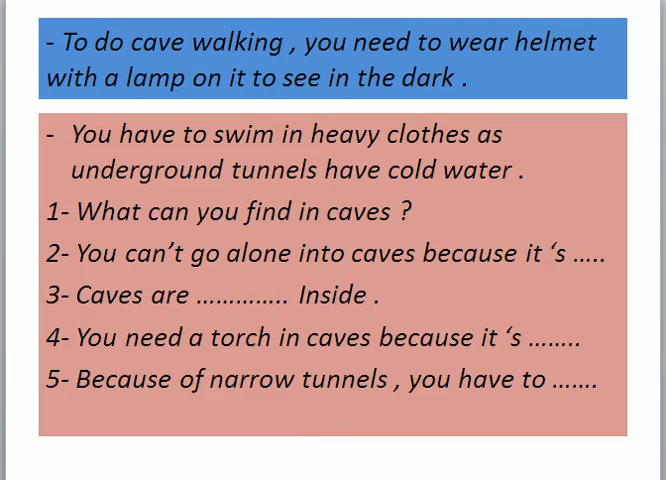 - To do cave walking , you need to wear helmet
with a lamp on it to see in the dark .
- You have to swim in heavy clothes as
underground tunnels have cold water .
1- What can you find in caves ?
2- You can’t go alone into caves because it ‘s …..
3- Caves are ………….. Inside .
4- You need a torch in caves because it ‘s ……..
5- Because of narrow tunnels , you have to …….